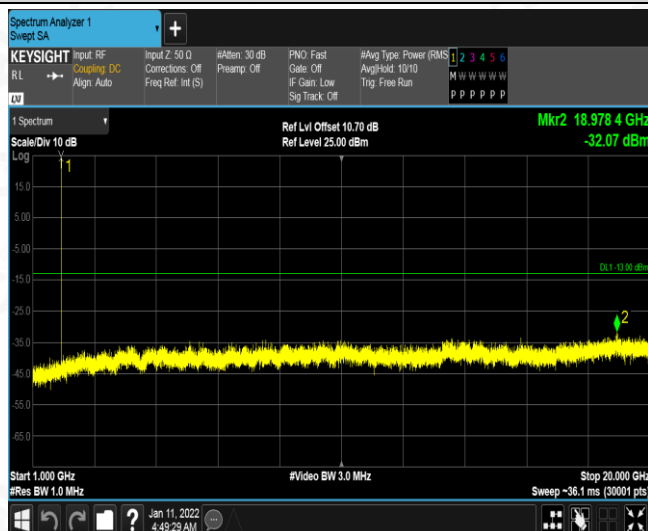 Spectrum Analyzer 1
Swept SA
+
KEYSIGHT
RL
LXI
Input: RF
Coupling: DC
Align: Auto
Input Z: 50 Ω
Corrections: Off
Freq Ref: Int (S)
#Atten: 30 dB
Preamp: Off
PNO: Fast
Gate: Off
IF Gain: Low
Sig Track: Off
#Avg Type: Power (RMS
Avg|Hold: 10/10
Trig: Free Run
1 2 3 4 5 6
M W W W W W
P P P P P P
1 Spectrum
Scale/Div 10 dB
Ref Lvl Offset 10.70 dB
Ref Level 25.00 dBm
Mkr2 18.978 4 GHz
-32.07 dBm
Log
1
15.0
5.00
-5.00
DL1 -13.00 dBm
-15.0
-25.0
2
-35.0
-45.0
-55.0
-65.0
Start 1.000 GHz
#Res BW 1.0 MHz
#Video BW 3.0 MHz
Stop 20.000 GHz
Sweep ~36.1 ms (30001 pts)
?
Jan 11, 2022
4:49:29 AM